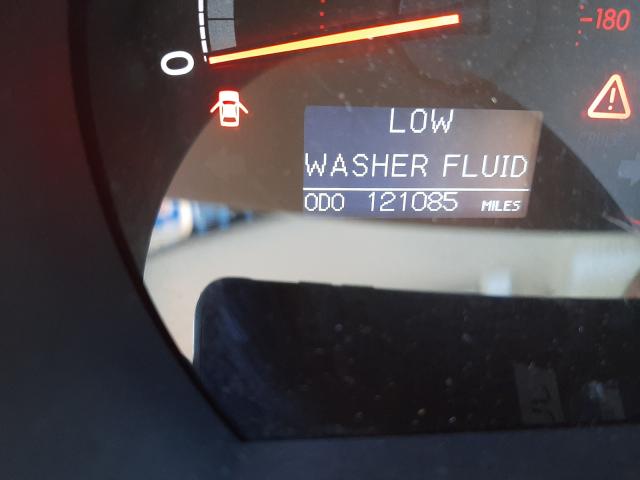 0
-180
LOW
WASHER FLUID
ODO 121085 MILES